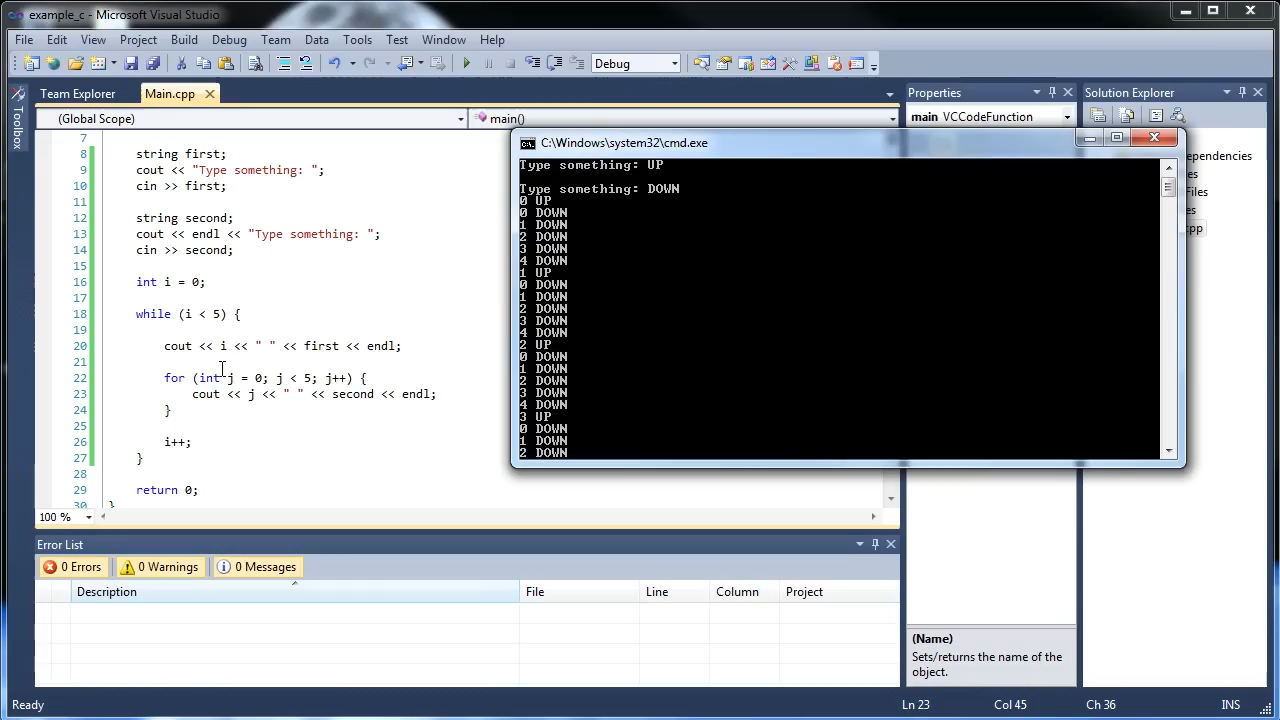 example_c - Microsoft Visual Studio
File Edit View Project Build Debug Team Data Tools Test Window Help
Debug
Toolbox
Team Explorer Main.cpp
(Global Scope) main()
7
8 string first;
9 cout << "Type something: ";
10 cin >> first;
11
12 string second;
13 cout << endl << "Type something: ";
14 cin >> second;
15
16 int i = 0;
17
18 while (i < 5) {
19
20 cout << i << " " << first << endl;
21
22 for (int j = 0; j < 5; j++) {
23 cout << j << " " << second << endl;
24 }
25
26 i++;
27 }
28
29 return 0;
30 }
100 %
C:\Windows\system32\cmd.exe
Type something: UP
Type something: DOWN
0 UP
0 DOWN
1 DOWN
2 DOWN
3 DOWN
4 DOWN
1 UP
0 DOWN
1 DOWN
2 DOWN
3 DOWN
4 DOWN
2 UP
0 DOWN
1 DOWN
2 DOWN
3 DOWN
4 DOWN
3 UP
0 DOWN
1 DOWN
2 DOWN
Properties
main VCCodeFunction
(Name)
Sets/returns the name of the
object.
Solution Explorer
ependencies
es
Files
es
cpp
Error List
0 Errors 0 Warnings 0 Messages
Description File Line Column Project
Ready Ln 23 Col 45 Ch 36 INS